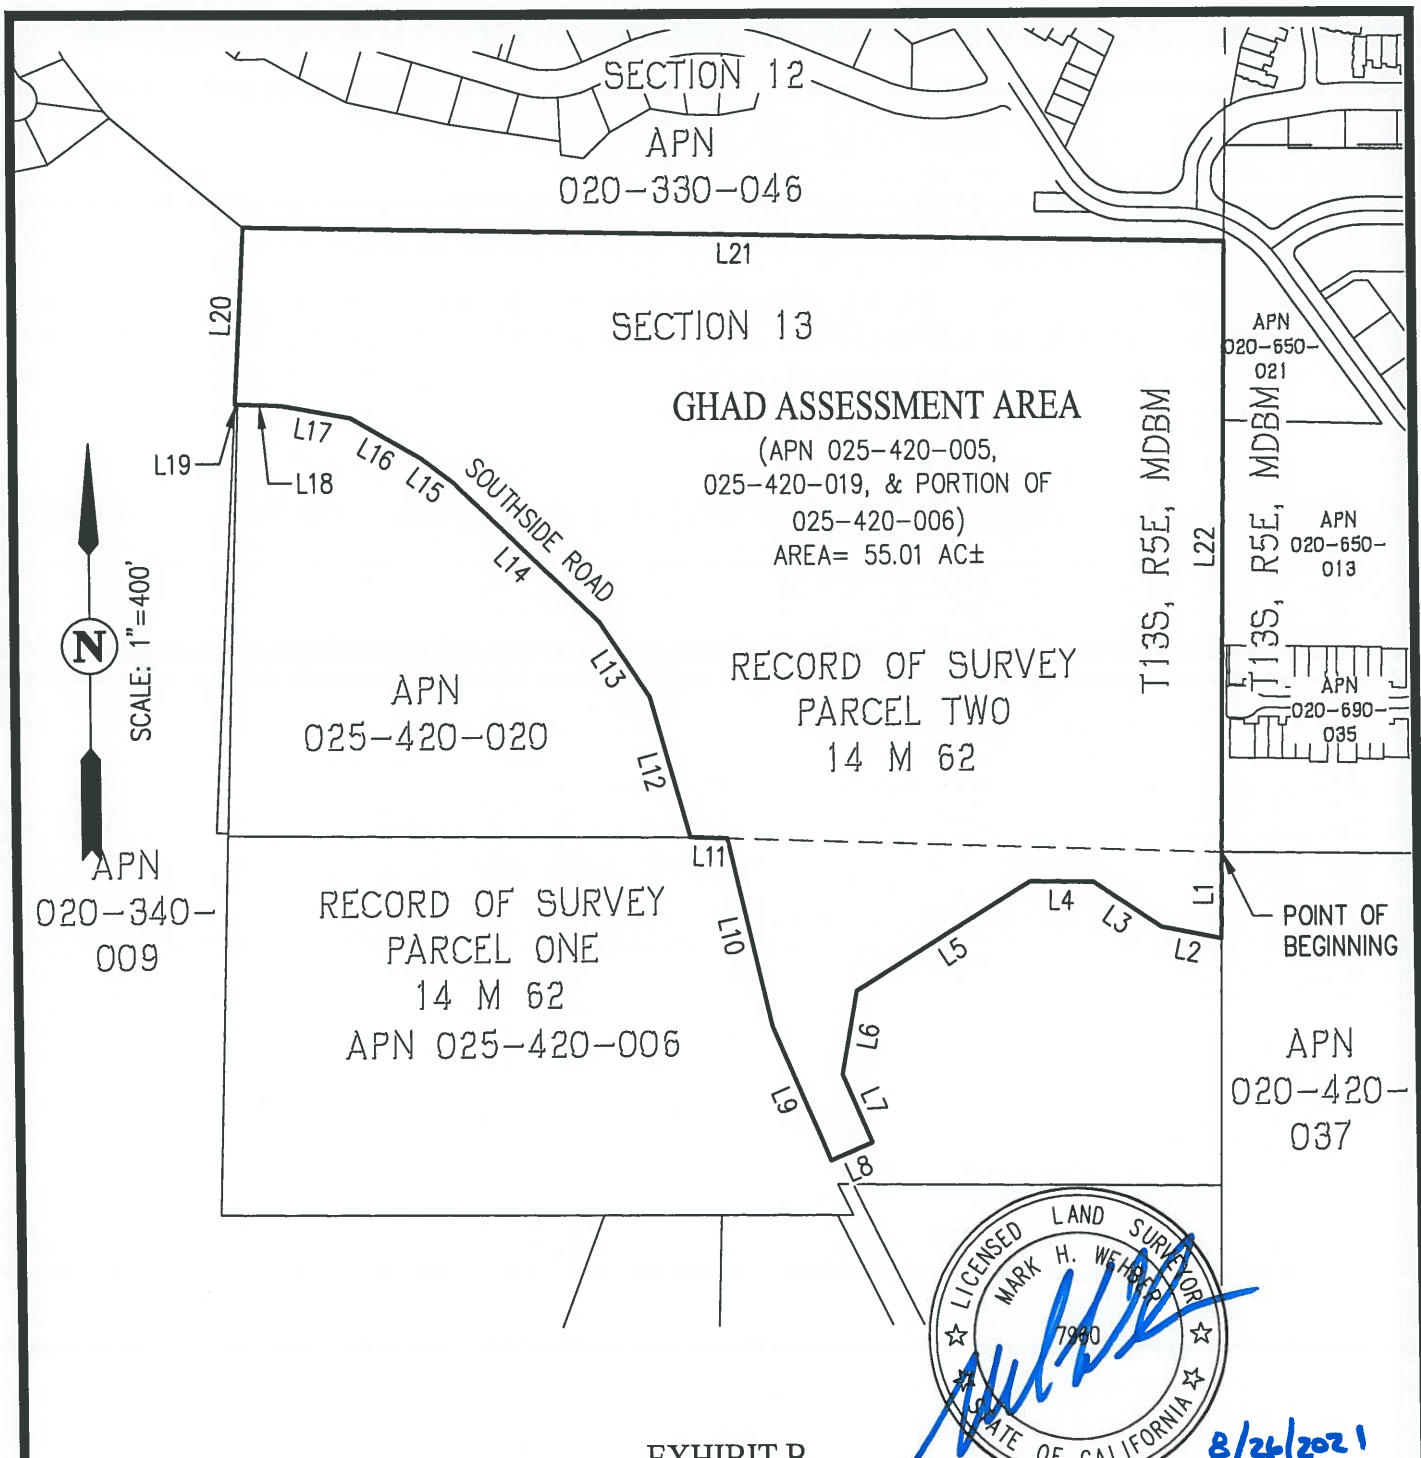 SECTION 12
APN
020-330-046
L21
L20
SECTION 13
APN
020-650-
021
GHAD ASSESSMENT AREA
(APN 025-420-005,
025-420-019, & PORTION OF
025-420-006)
AREA= 55.01 AC±
T13S, R5E, MDBM
L22
T13S, R5E, MDBM
APN
020-650-
013
L19
L18
L17
L16
L15
SOUTHSIDE ROAD
L14
L13
L12
N
SCALE: 1"=400'
APN
025-420-020
RECORD OF SURVEY
PARCEL TWO
14 M 62
APN
020-690-
035
L11
APN
020-340-
009
RECORD OF SURVEY
PARCEL ONE
14 M 62
APN 025-420-006
L10
L9
L8
L7
L6
L5
L4
L3
L2
L1
POINT OF
BEGINNING
APN
020-420-
037
LICENSED LAND SURVEYOR
MARK H. WEHBER
STATE OF CALIFORNIA
8/26/2021
EXHIBIT B